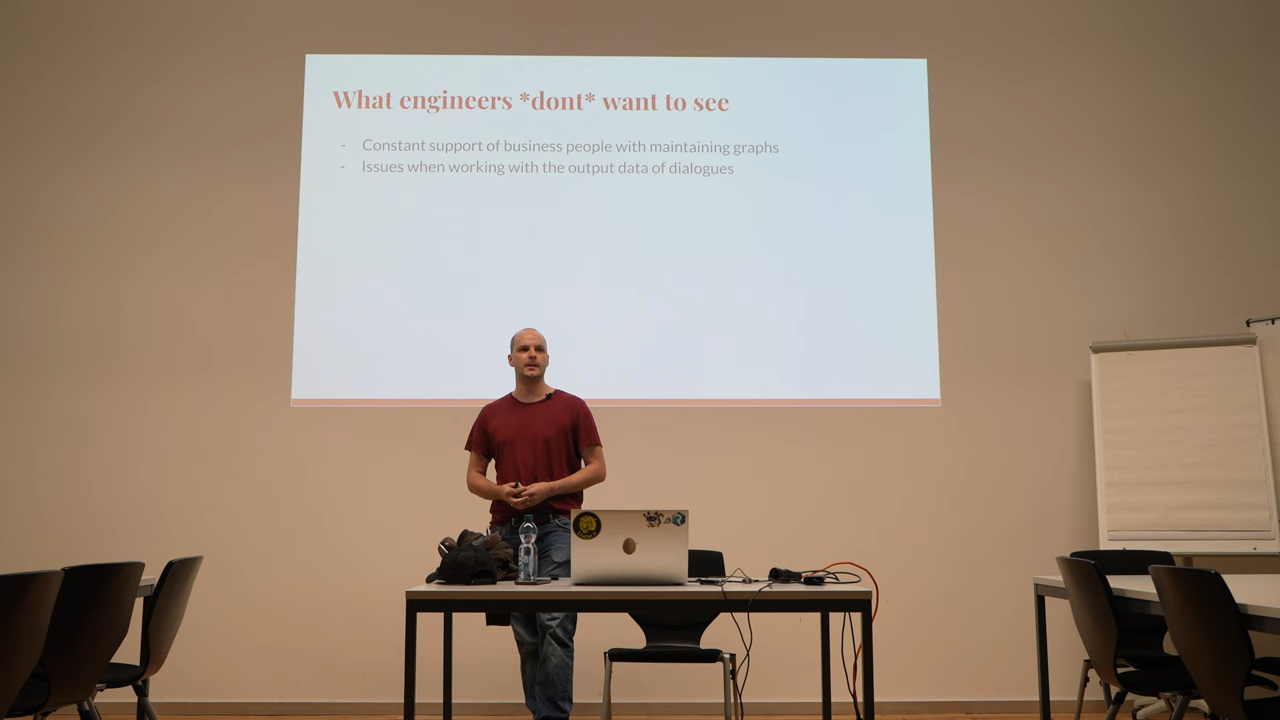 What engineers *dont* want to see
- Constant support of business people with maintaining graphs
- Issues when working with the output data of dialogues